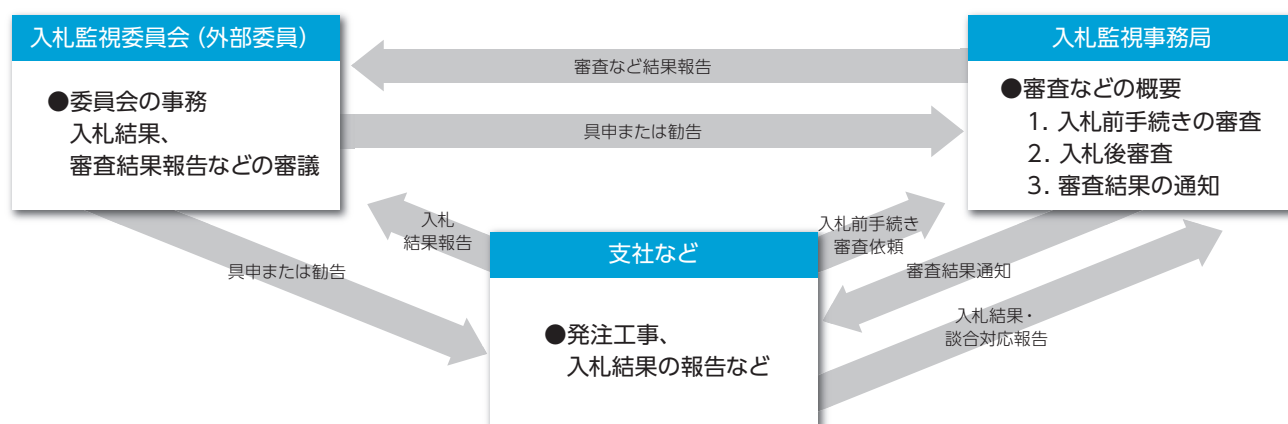 入札監視委員会（外部委員）
●委員会の事務
入札結果、
審査結果報告などの審議
審査など結果報告
具申または勧告
入札監視事務局
●審査などの概要
1. 入札前手続きの審査
2. 入札後審査
3. 審査結果の通知
入札
結果報告
具申または勧告
支社など
●発注工事、
入札結果の報告など
入札前手続き
審査依頼
審査結果通知
入札結果・
談合対応報告